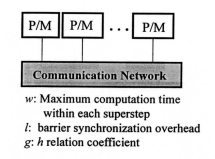 P/M P/M ... P/M
Communication Network
w: Maximum computation time
within each superstep
l: barrier synchronization overhead
g: h relation coefficient